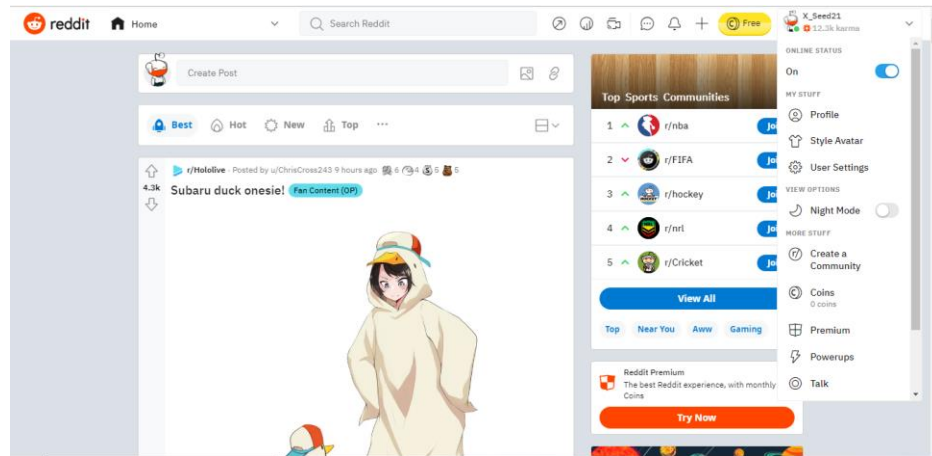 reddit
Home
Search Reddit
Free
X_Seed21
12.3k karma
Create Post
Best
Hot
New
Top
r/Hololive · Posted by u/ChrisCross243 9 hours ago 6 4 5 5
4.3k
Subaru duck onesie! Fan Content (OP)
Top Sports Communities
1 r/nba
2 r/FIFA
3 r/hockey
4 r/nrl
5 r/Cricket
View All
Top Near You Aww Gaming
Reddit Premium
The best Reddit experience, with monthly
Coins
Try Now
ONLINE STATUS
On
MY STUFF
Profile
Style Avatar
User Settings
VIEW OPTIONS
Night Mode
MORE STUFF
Create a
Community
Coins
0 coins
Premium
Powerups
Talk